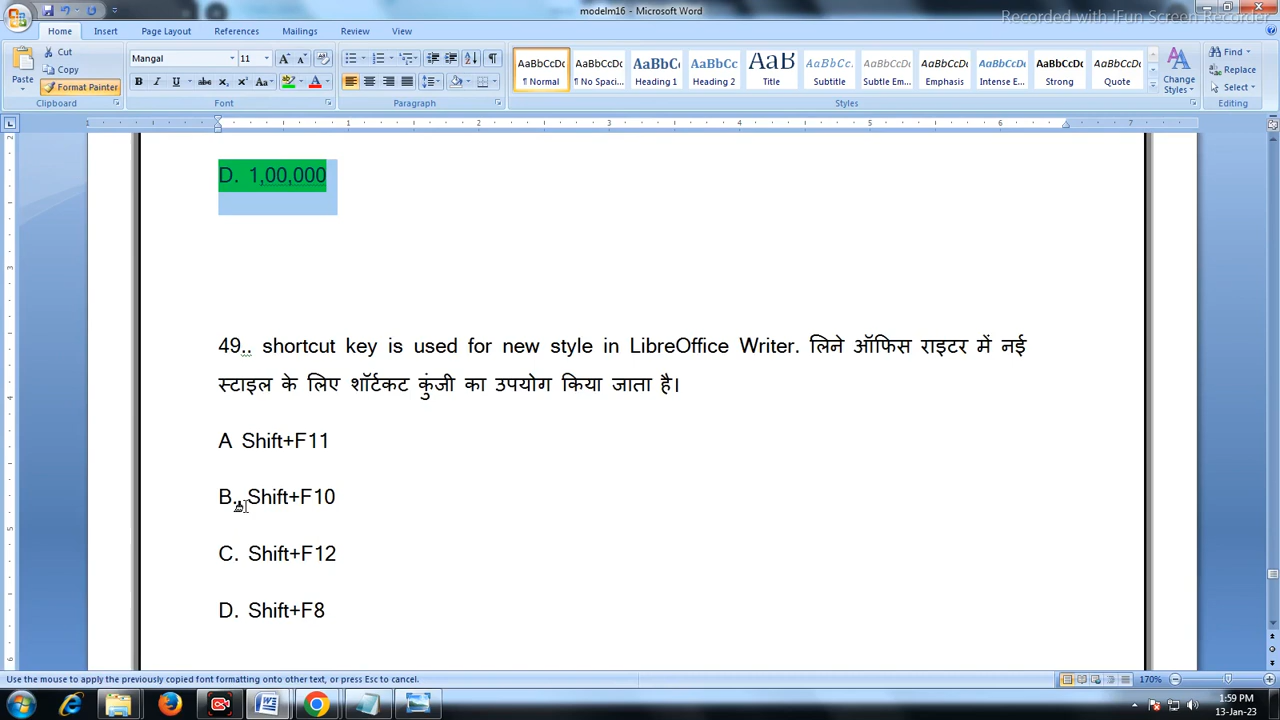 modelm16 - Microsoft Word
Recorded with iFun Screen Recorder
Home Insert Page Layout References Mailings Review View
Paste
Cut
Copy
Format Painter
Clipboard
Mangal 11
Font
Paragraph
AaBbCcDc AaBbCcDc AaBbCc AaBbCc AaB AaBbCc. AaBbCcDc AaBbCcDc AaBbCcDc AaBbCcDc AaBbCcDc
¶ Normal ¶ No Spaci... Heading 1 Heading 2 Title Subtitle Subtle Em... Emphasis Intense E... Strong Quote
Styles
Change Styles
Find
Replace
Select
Editing
D. 1,00,000
49.. shortcut key is used for new style in LibreOffice Writer. लिने ऑफिस राइटर में नई
स्टाइल के लिए शॉर्टकट कुंजी का उपयोग किया जाता है।
A Shift+F11
B.. Shift+F10
C. Shift+F12
D. Shift+F8
Use the mouse to apply the previously copied font formatting onto other text, or press Esc to cancel.
170%
1:59 PM
13-Jan-23